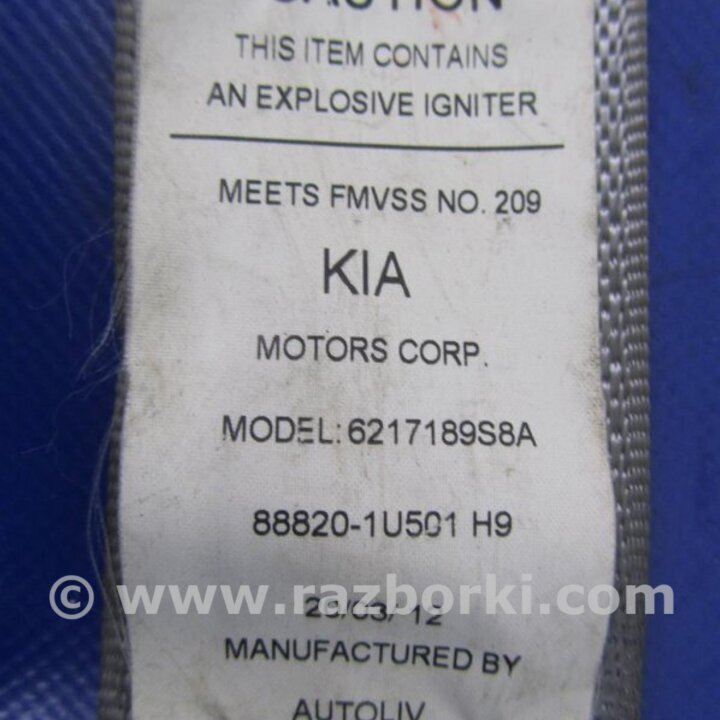 CAUTION
THIS ITEM CONTAINS
AN EXPLOSIVE IGNITER
MEETS FMVSS NO. 209
KIA
MOTORS CORP.
MODEL: 6217189S8A
88820-1U501 H9
© www.razborki.com
MANUFACTURED BY
AUTOLIV